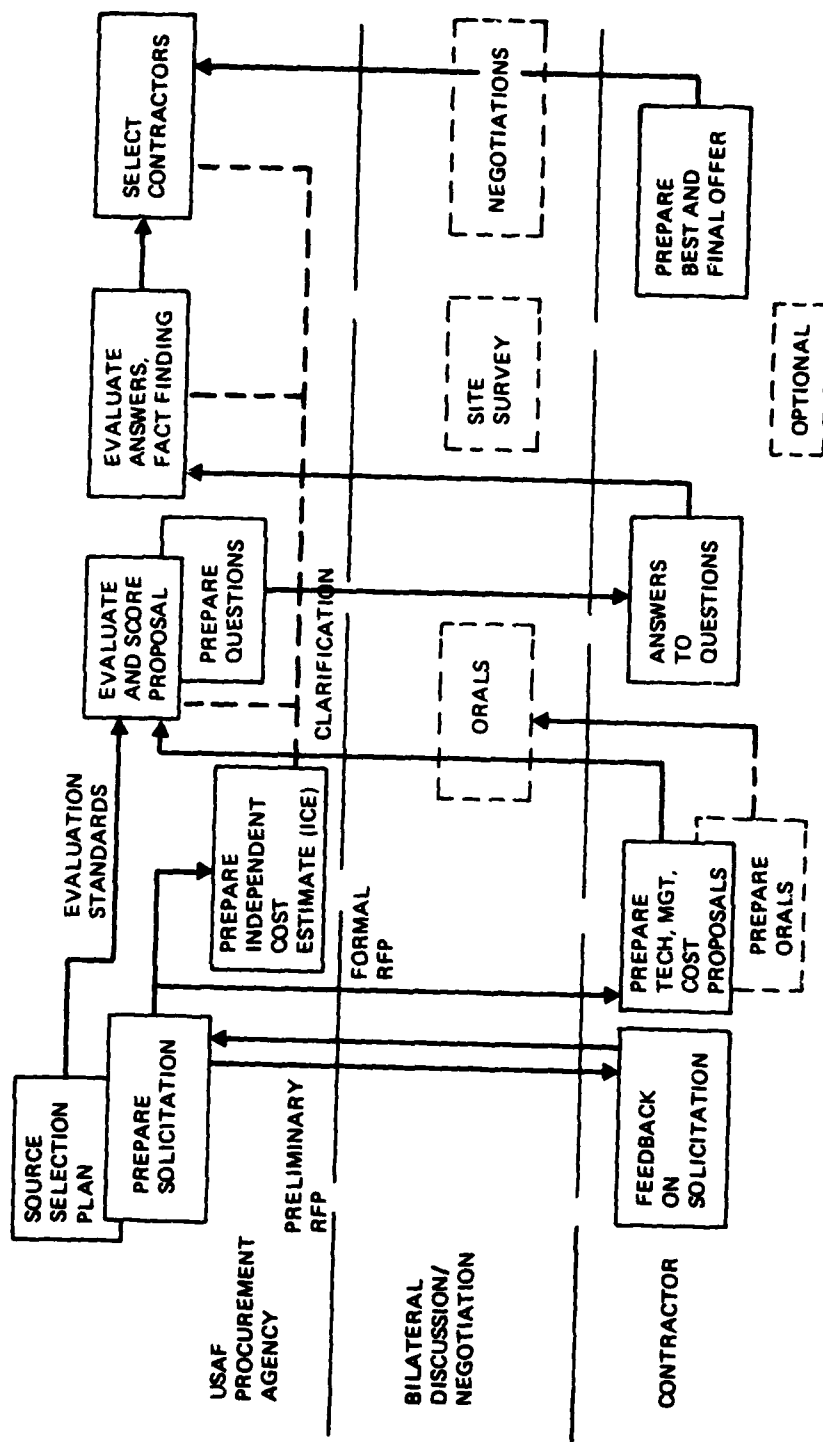 SOURCE
SELECTION
PLAN
PREPARE
SOLICITATION
EVALUATION
STANDARDS
PREPARE
INDEPENDENT
COST
ESTIMATE (ICE)
EVALUATE
AND SCORE
PROPOSAL
PREPARE
QUESTIONS
EVALUATE
ANSWERS,
FACT FINDING
SELECT
CONTRACTORS
USAF
PROCUREMENT
AGENCY
PRELIMINARY
RFP
FORMAL
RFP
CLARIFICATION
BILATERAL
DISCUSSION/
NEGOTIATION
ORALS
SITE
SURVEY
NEGOTIATIONS
CONTRACTOR
FEEDBACK
ON
SOLICITATION
PREPARE
TECH, MGT,
COST
PROPOSALS
PREPARE
ORALS
ANSWERS
TO
QUESTIONS
PREPARE
BEST AND
FINAL OFFER
OPTIONAL